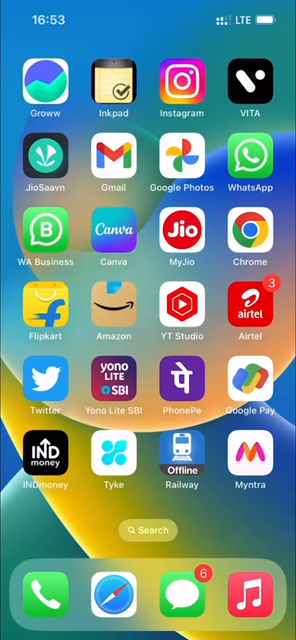 16:53 LTE
Groww Inkpad Instagram VITA
JioSaavn Gmail Google Photos WhatsApp
B Canva Jio
WA Business Canva MyJio Chrome
3
airtel
Flipkart Amazon YT Studio Airtel
yono
LITE
SBI
पे
Twitter Yono Lite SBI PhonePe Google Pay
IND
money
Offline
INDmoney Tyke Railway Myntra
Search
6